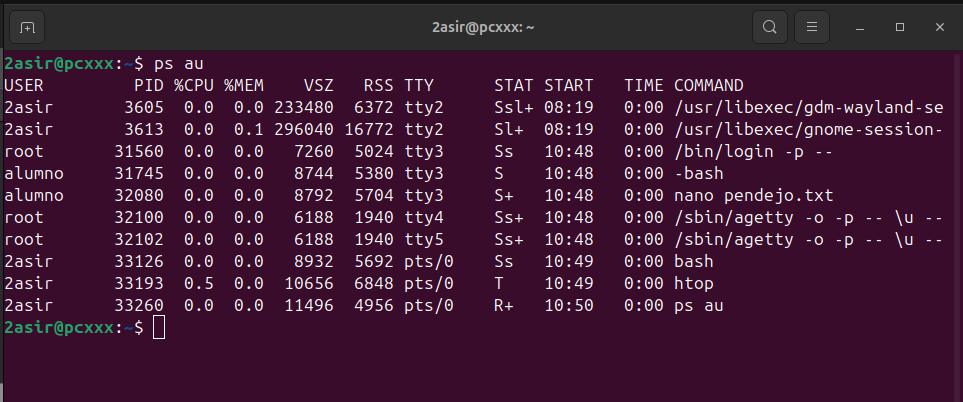 2asir@pcxxx: ~
2asir@pcxxx:~$ ps au
USER         PID %CPU %MEM    VSZ   RSS TTY      STAT START   TIME COMMAND
2asir       3605  0.0  0.0 233480  6372 tty2     Ssl+ 08:19   0:00 /usr/libexec/gdm-wayland-se
2asir       3613  0.0  0.1 296040 16772 tty2     Sl+  08:19   0:00 /usr/libexec/gnome-session-
root       31560  0.0  0.0   7260  5024 tty3     Ss   10:48   0:00 /bin/login -p --
alumno     31745  0.0  0.0   8744  5380 tty3     S    10:48   0:00 -bash
alumno     32080  0.0  0.0   8792  5704 tty3     S+   10:48   0:00 nano pendejo.txt
root       32100  0.0  0.0   6188  1940 tty4     Ss+  10:48   0:00 /sbin/agetty -o -p -- \u --
root       32102  0.0  0.0   6188  1940 tty5     Ss+  10:48   0:00 /sbin/agetty -o -p -- \u --
2asir      33126  0.0  0.0   8932  5692 pts/0    Ss   10:49   0:00 bash
2asir      33193  0.5  0.0  10656  6848 pts/0    T    10:49   0:00 htop
2asir      33260  0.0  0.0  11496  4956 pts/0    R+   10:50   0:00 ps au
2asir@pcxxx:~$